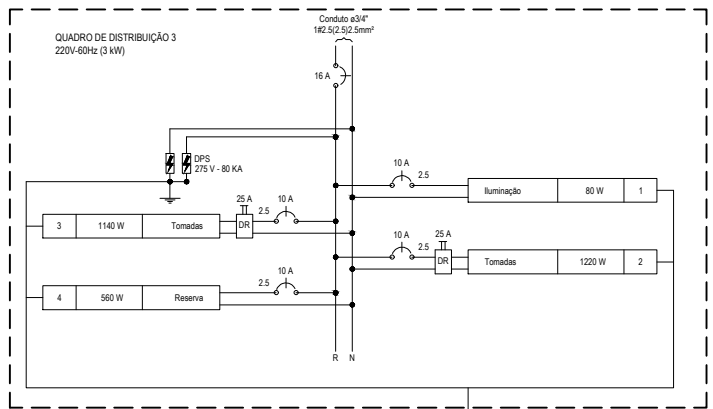 Conduto ø3/4"
1#2.5(2.5)2.5mm²
QUADRO DE DISTRIBUIÇÃO 3
220V-60Hz (3 kW)
16 A
DPS
275 V - 80 KA
10 A
2.5
Iluminação 80 W 1
25 A
10 A
2.5
3 1140 W Tomadas DR
10 A
25 A
2.5
DR Tomadas 1220 W 2
10 A
2.5
4 560 W Reserva
R N